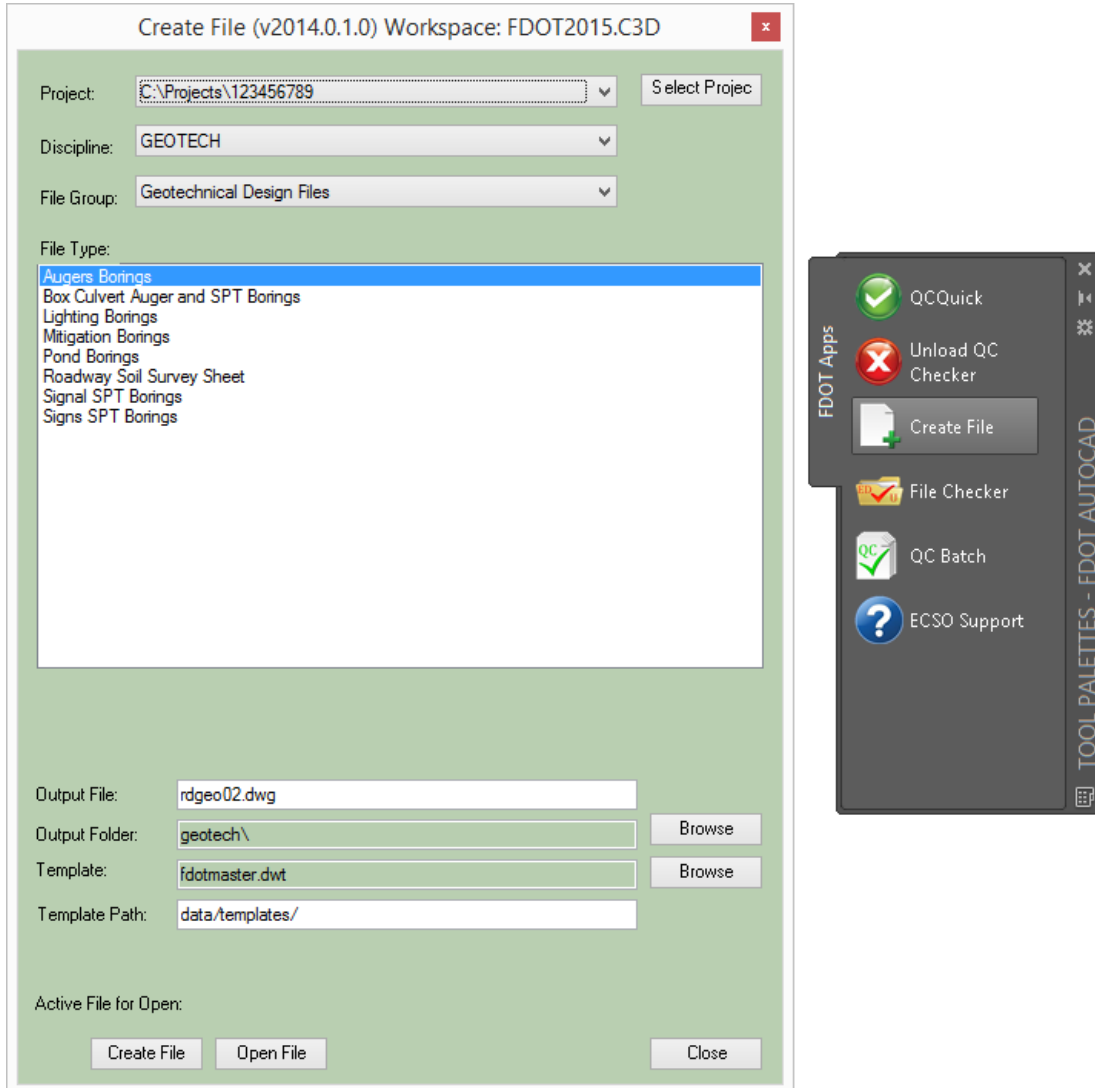 Create File (v2014.0.1.0) Workspace: FDOT2015.C3D
x
Project:
C:\Projects\123456789
Select Projec
Discipline:
GEOTECH
File Group:
Geotechnical Design Files
File Type:
Augers Borings
Box Culvert Auger and SPT Borings
Lighting Borings
Mitigation Borings
Pond Borings
Roadway Soil Survey Sheet
Signal SPT Borings
Signs SPT Borings
Output File:
rdgeo02.dwg
Output Folder:
geotech\
Browse
Template:
fdotmaster.dwt
Browse
Template Path:
data/templates/
Active File for Open:
Create File
Open File
Close
FDOT Apps
QCQuick
Unload QC
Checker
Create File
File Checker
QC Batch
ECSO Support
TOOL PALETTES - FDOT AUTOCAD